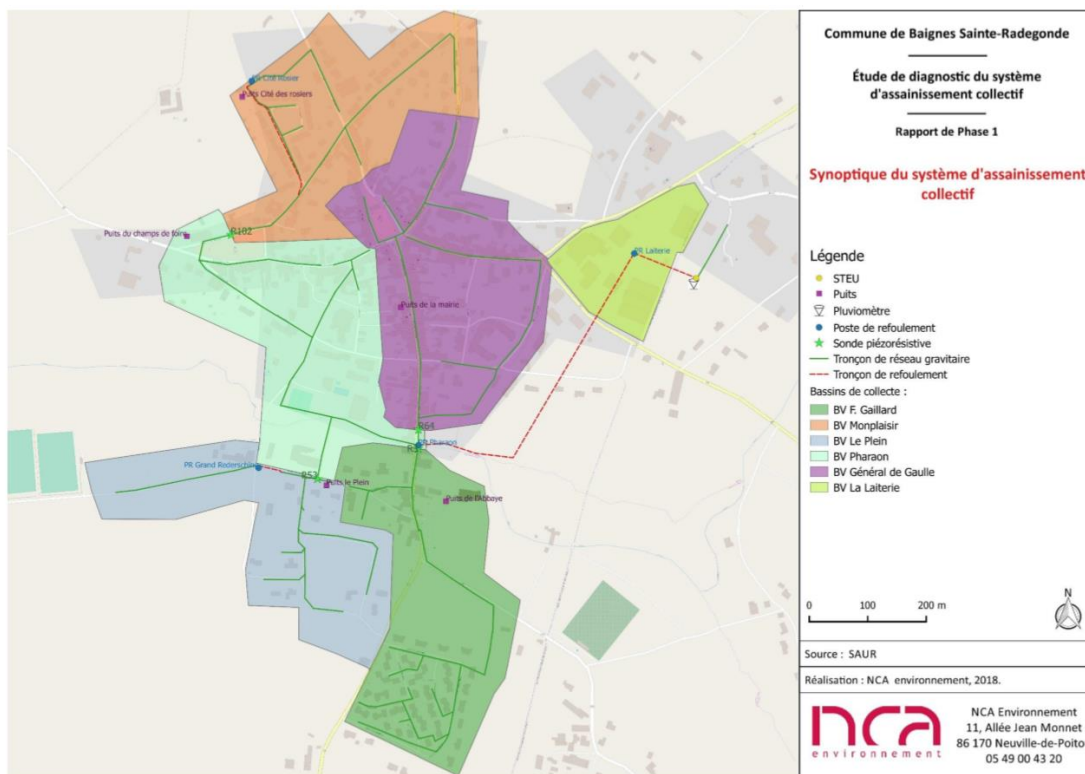 PR Cité Rosier
Puits Cité des rosiers
Puits du champs de foire
R102
PR Laiterie
Puits de la mairie
R64
PR Pharaon
R51
PR Grand
R53
Puits le Plein
Puits de l'Abbaye
Commune de Baignes Sainte-Radegonde
Étude de diagnostic du système
d'assainissement collectif
Rapport de Phase 1
Synoptique du système d'assainissement
collectif
Légende
STEU
Puits
Pluviomètre
Poste de refoulement
Sonde piézorésistive
Tronçon de réseau gravitaire
Tronçon de refoulement
Bassins de collecte :
BV F. Gaillard
BV Monplaisir
BV Le Plein
BV Pharaon
BV Général de Gaulle
BV La Laiterie
0 100 200 m
N
Source : SAUR
Réalisation : NCA environnement, 2018.
nca
environnement
NCA Environnement
11, Allée Jean Monnet
86 170 Neuville-de-Poito
05 49 00 43 20